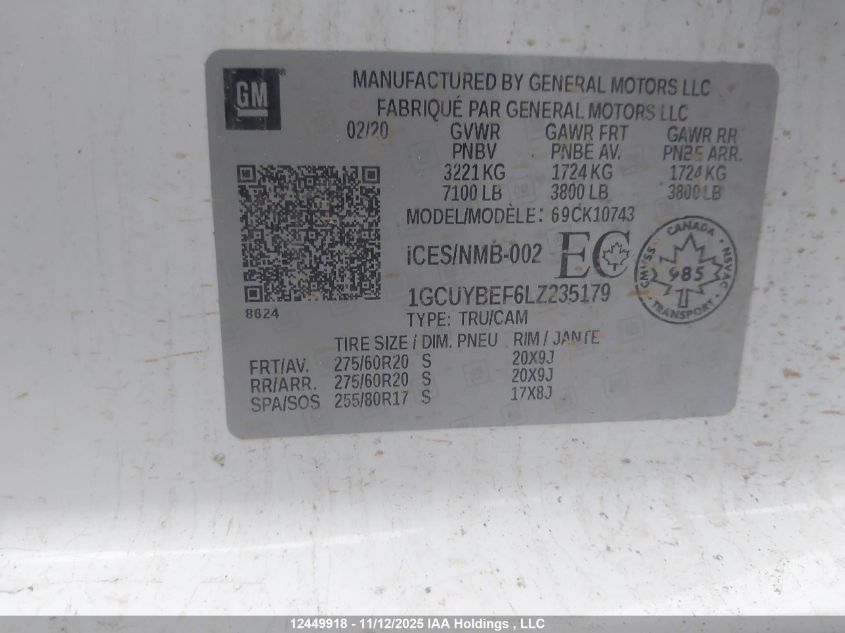 GM
MANUFACTURED BY GENERAL MOTORS LLC
FABRIQUÉ PAR GENERAL MOTORS LLC
02/20 GVWR GAWR FRT GAWR RR
PNBV PNBE AV. PNBE ARR.
3221 KG 1724 KG 1724 KG
7100 LB 3800 LB 3800 LB
MODEL/MODÈLE: 69CK10743
iCES/NMB-002 EC
CANADA
CMVSS 985 NSVAC
1GCUYBEF6LZ235179
8624
TYPE: TRU/CAM
TIRE SIZE / DIM. PNEU RIM / JANTE
FRT/AV. 275/60R20 S 20X9J
RR/ARR. 275/60R20 S 20X9J
SPA/SOS 255/80R17 S 17X8J
12449918 - 11/12/2025 IAA Holdings , LLC